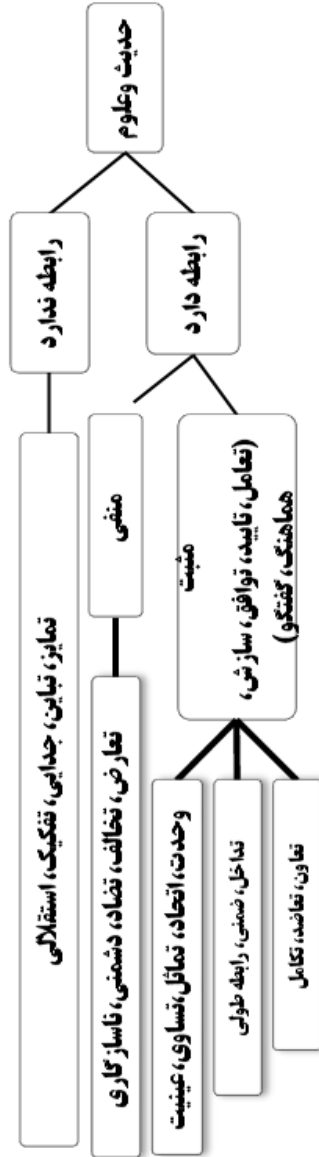 حدیث وعلوم
رابطه ندارد
رابطه دارد
تمایز، تباین، جدایی، تفکیک، استقلالی
منفی
مثبت
(تعامل، تایید، توافق، سازش،
هماهنگ، گفتگو)
تعارض، تخالف، تضاد، دشمنی، ناسازگاری
وحدت، اتحاد، تماثل، تساوی، عینیت
تداخل، ضمنی، رابطه طولی
تعاون، تعاضد، تکامل